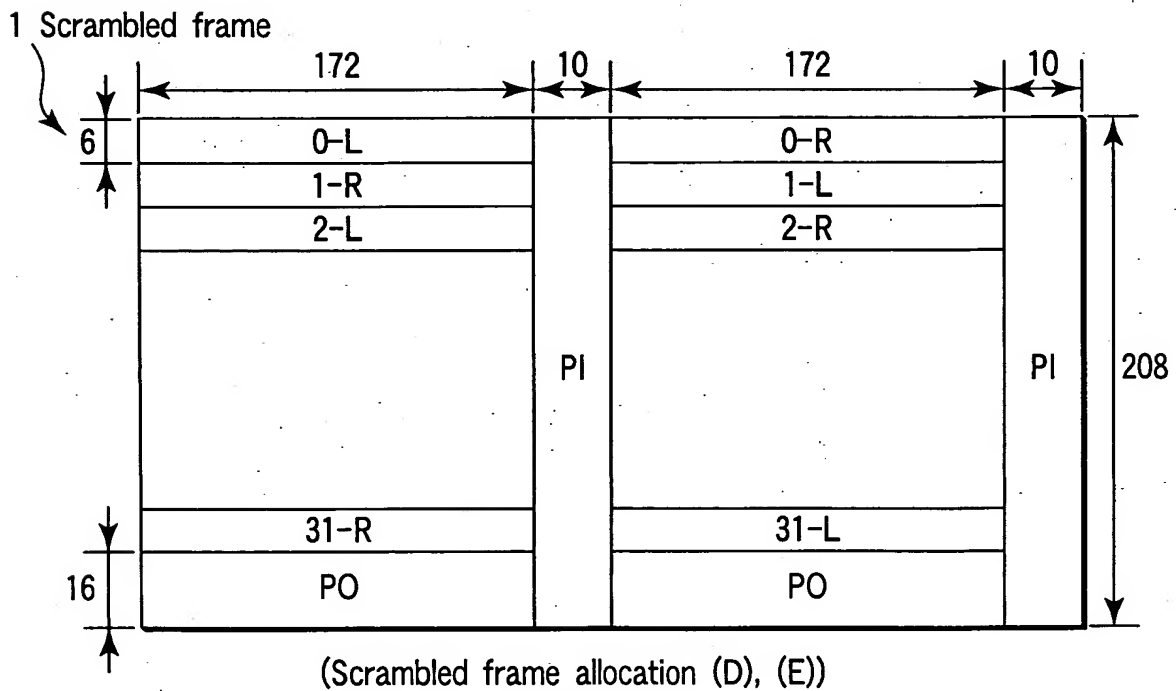 1 Scrambled frame
172 10 172 10
6 0-L 0-R
1-R 1-L
2-L 2-R
PI PI 208
31-R 31-L
16 PO PO
(Scrambled frame allocation (D), (E))